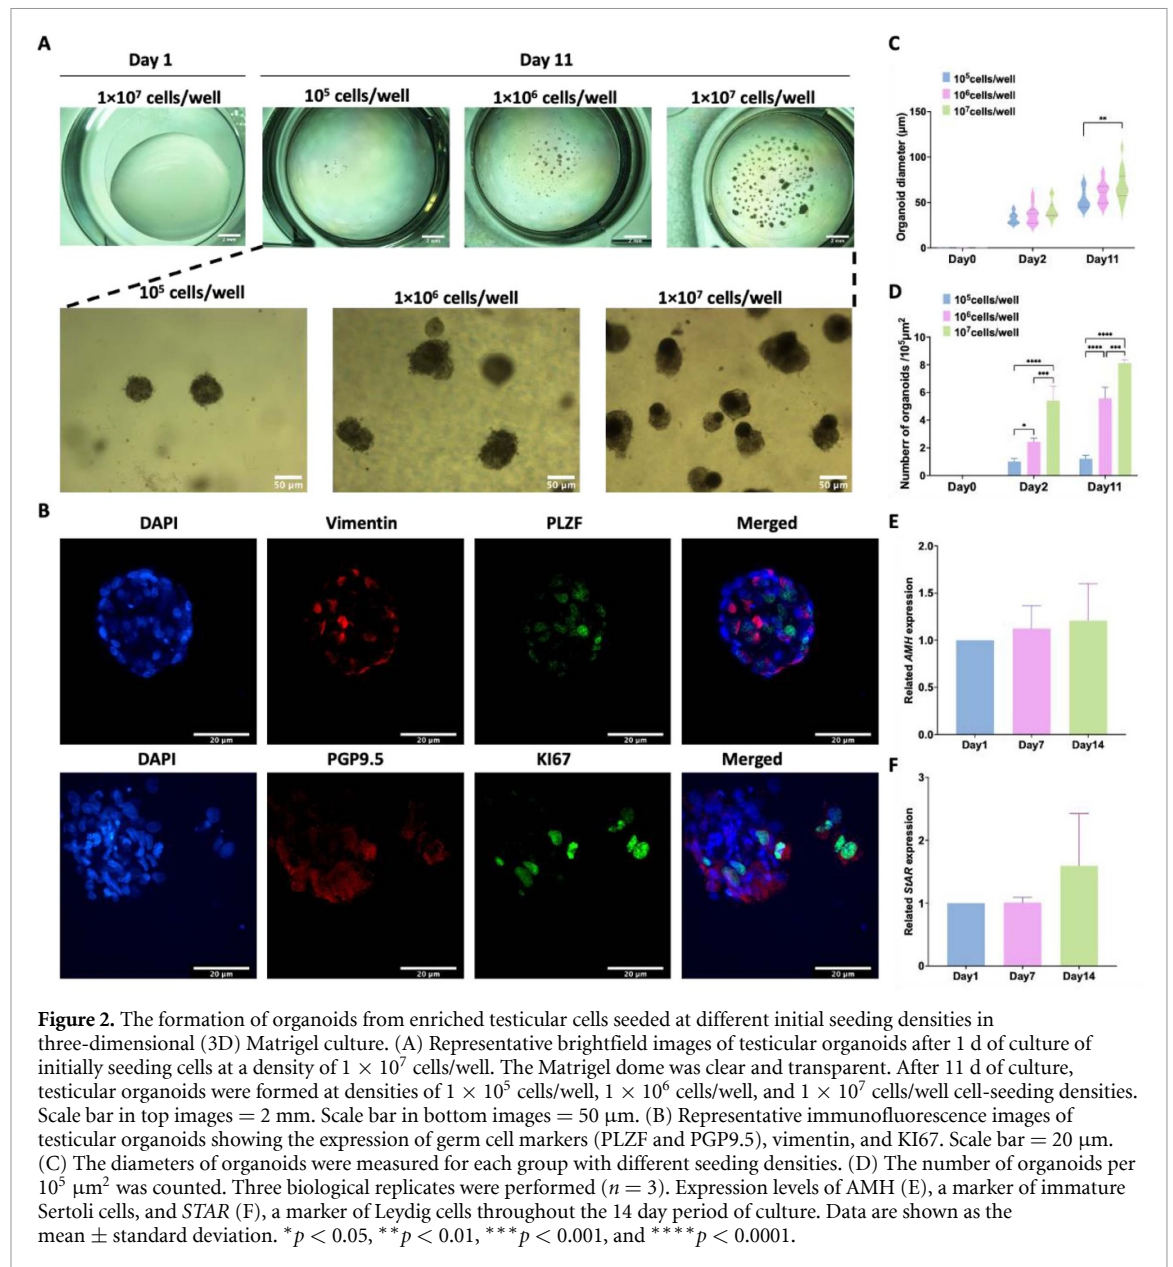 A
Day 1
Day 11
1×10⁷ cells/well
10⁵ cells/well
1×10⁶ cells/well
1×10⁷ cells/well
2 mm
2 mm
2 mm
2 mm
10⁵ cells/well
1×10⁶ cells/well
1×10⁷ cells/well
50 µm
50 µm
50 µm
B
DAPI
Vimentin
PLZF
Merged
20 µm
20 µm
20 µm
20 µm
DAPI
PGP9.5
KI67
Merged
20 µm
20 µm
20 µm
20 µm
C
10⁵cells/well
10⁶cells/well
10⁷cells/well
Organoid diameter (µm)
150
100
50
0
**
Day0
Day2
Day11
D
10⁵cells/well
10⁶cells/well
10⁷cells/well
Numberr of organoids /10⁵µm²
10
8
6
4
2
0
****
***
*
****
****
***
Day0
Day2
Day11
E
Related AMH expression
2.0
1.5
1.0
0.5
0.0
Day1
Day7
Day14
F
Related StAR expression
3
2
1
0
Day1
Day7
Day14
Figure 2. The formation of organoids from enriched testicular cells seeded at different initial seeding densities in
three-dimensional (3D) Matrigel culture. (A) Representative brightfield images of testicular organoids after 1 d of culture of
initially seeding cells at a density of 1 × 10⁷ cells/well. The Matrigel dome was clear and transparent. After 11 d of culture,
testicular organoids were formed at densities of 1 × 10⁵ cells/well, 1 × 10⁶ cells/well, and 1 × 10⁷ cells/well cell-seeding densities.
Scale bar in top images = 2 mm. Scale bar in bottom images = 50 µm. (B) Representative immunofluorescence images of
testicular organoids showing the expression of germ cell markers (PLZF and PGP9.5), vimentin, and KI67. Scale bar = 20 µm.
(C) The diameters of organoids were measured for each group with different seeding densities. (D) The number of organoids per
10⁵ µm² was counted. Three biological replicates were performed (n = 3). Expression levels of AMH (E), a marker of immature
Sertoli cells, and STAR (F), a marker of Leydig cells throughout the 14 day period of culture. Data are shown as the
mean ± standard deviation. *p < 0.05, **p < 0.01, ***p < 0.001, and ****p < 0.0001.